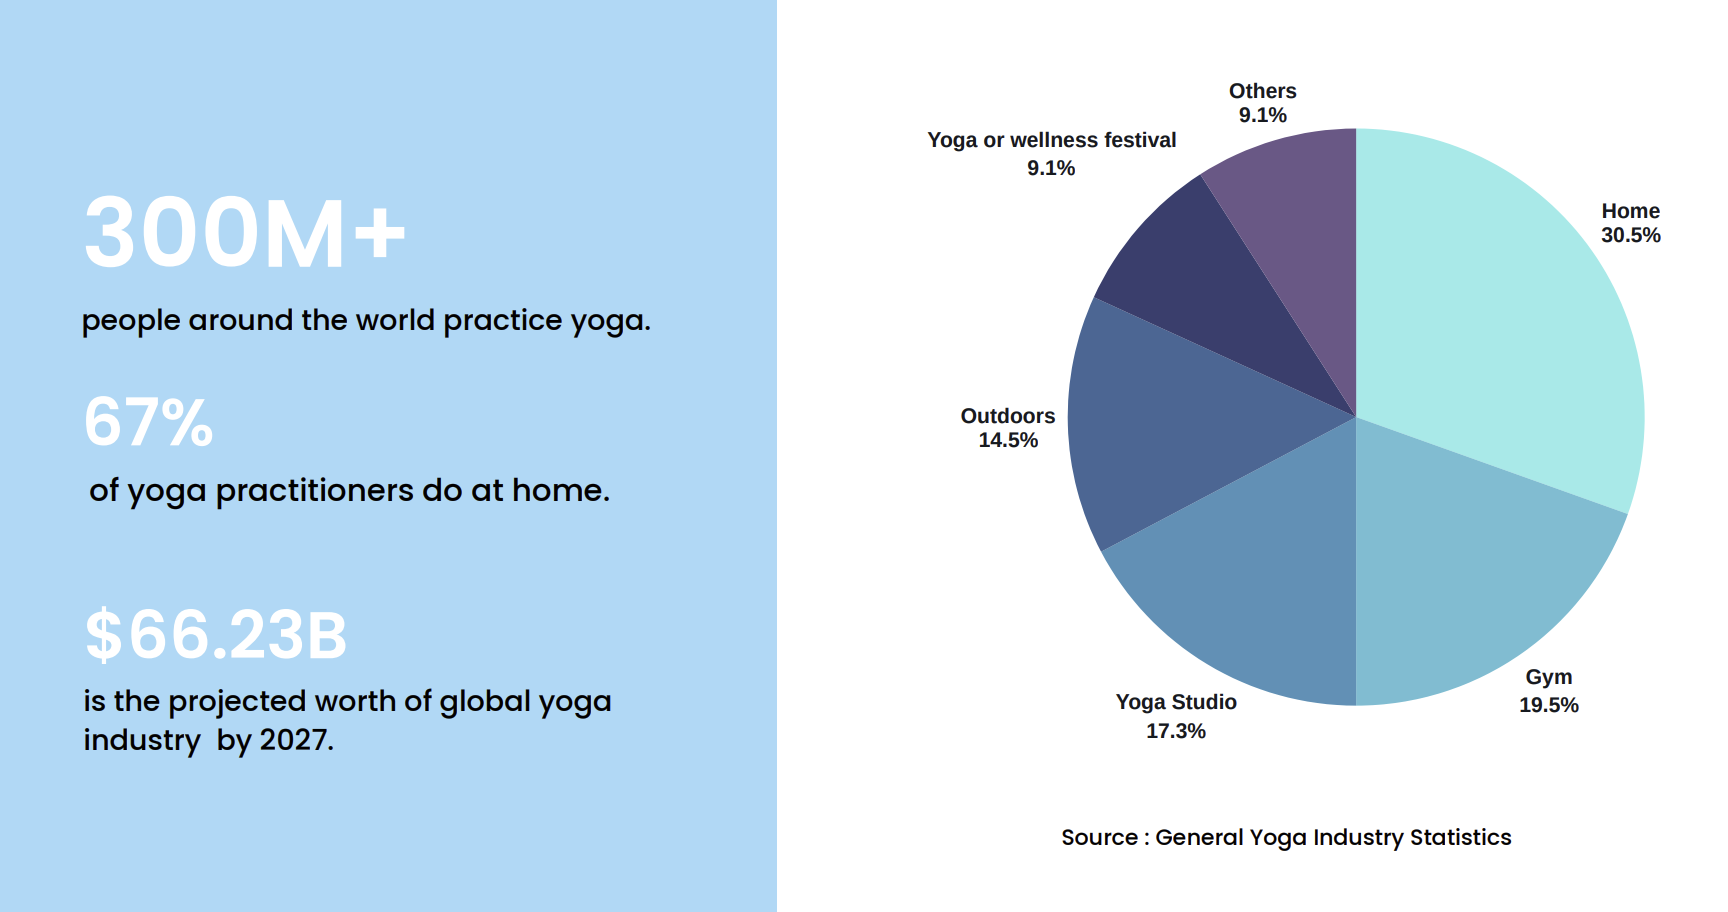 300M+
people around the world practice yoga.
67%
of yoga practitioners do at home.
$66.23B
is the projected worth of global yoga
industry by 2027.
Others
9.1%
Yoga or wellness festival
9.1%
Home
30.5%
Outdoors
14.5%
Gym
19.5%
Yoga Studio
17.3%
Source : General Yoga Industry Statistics